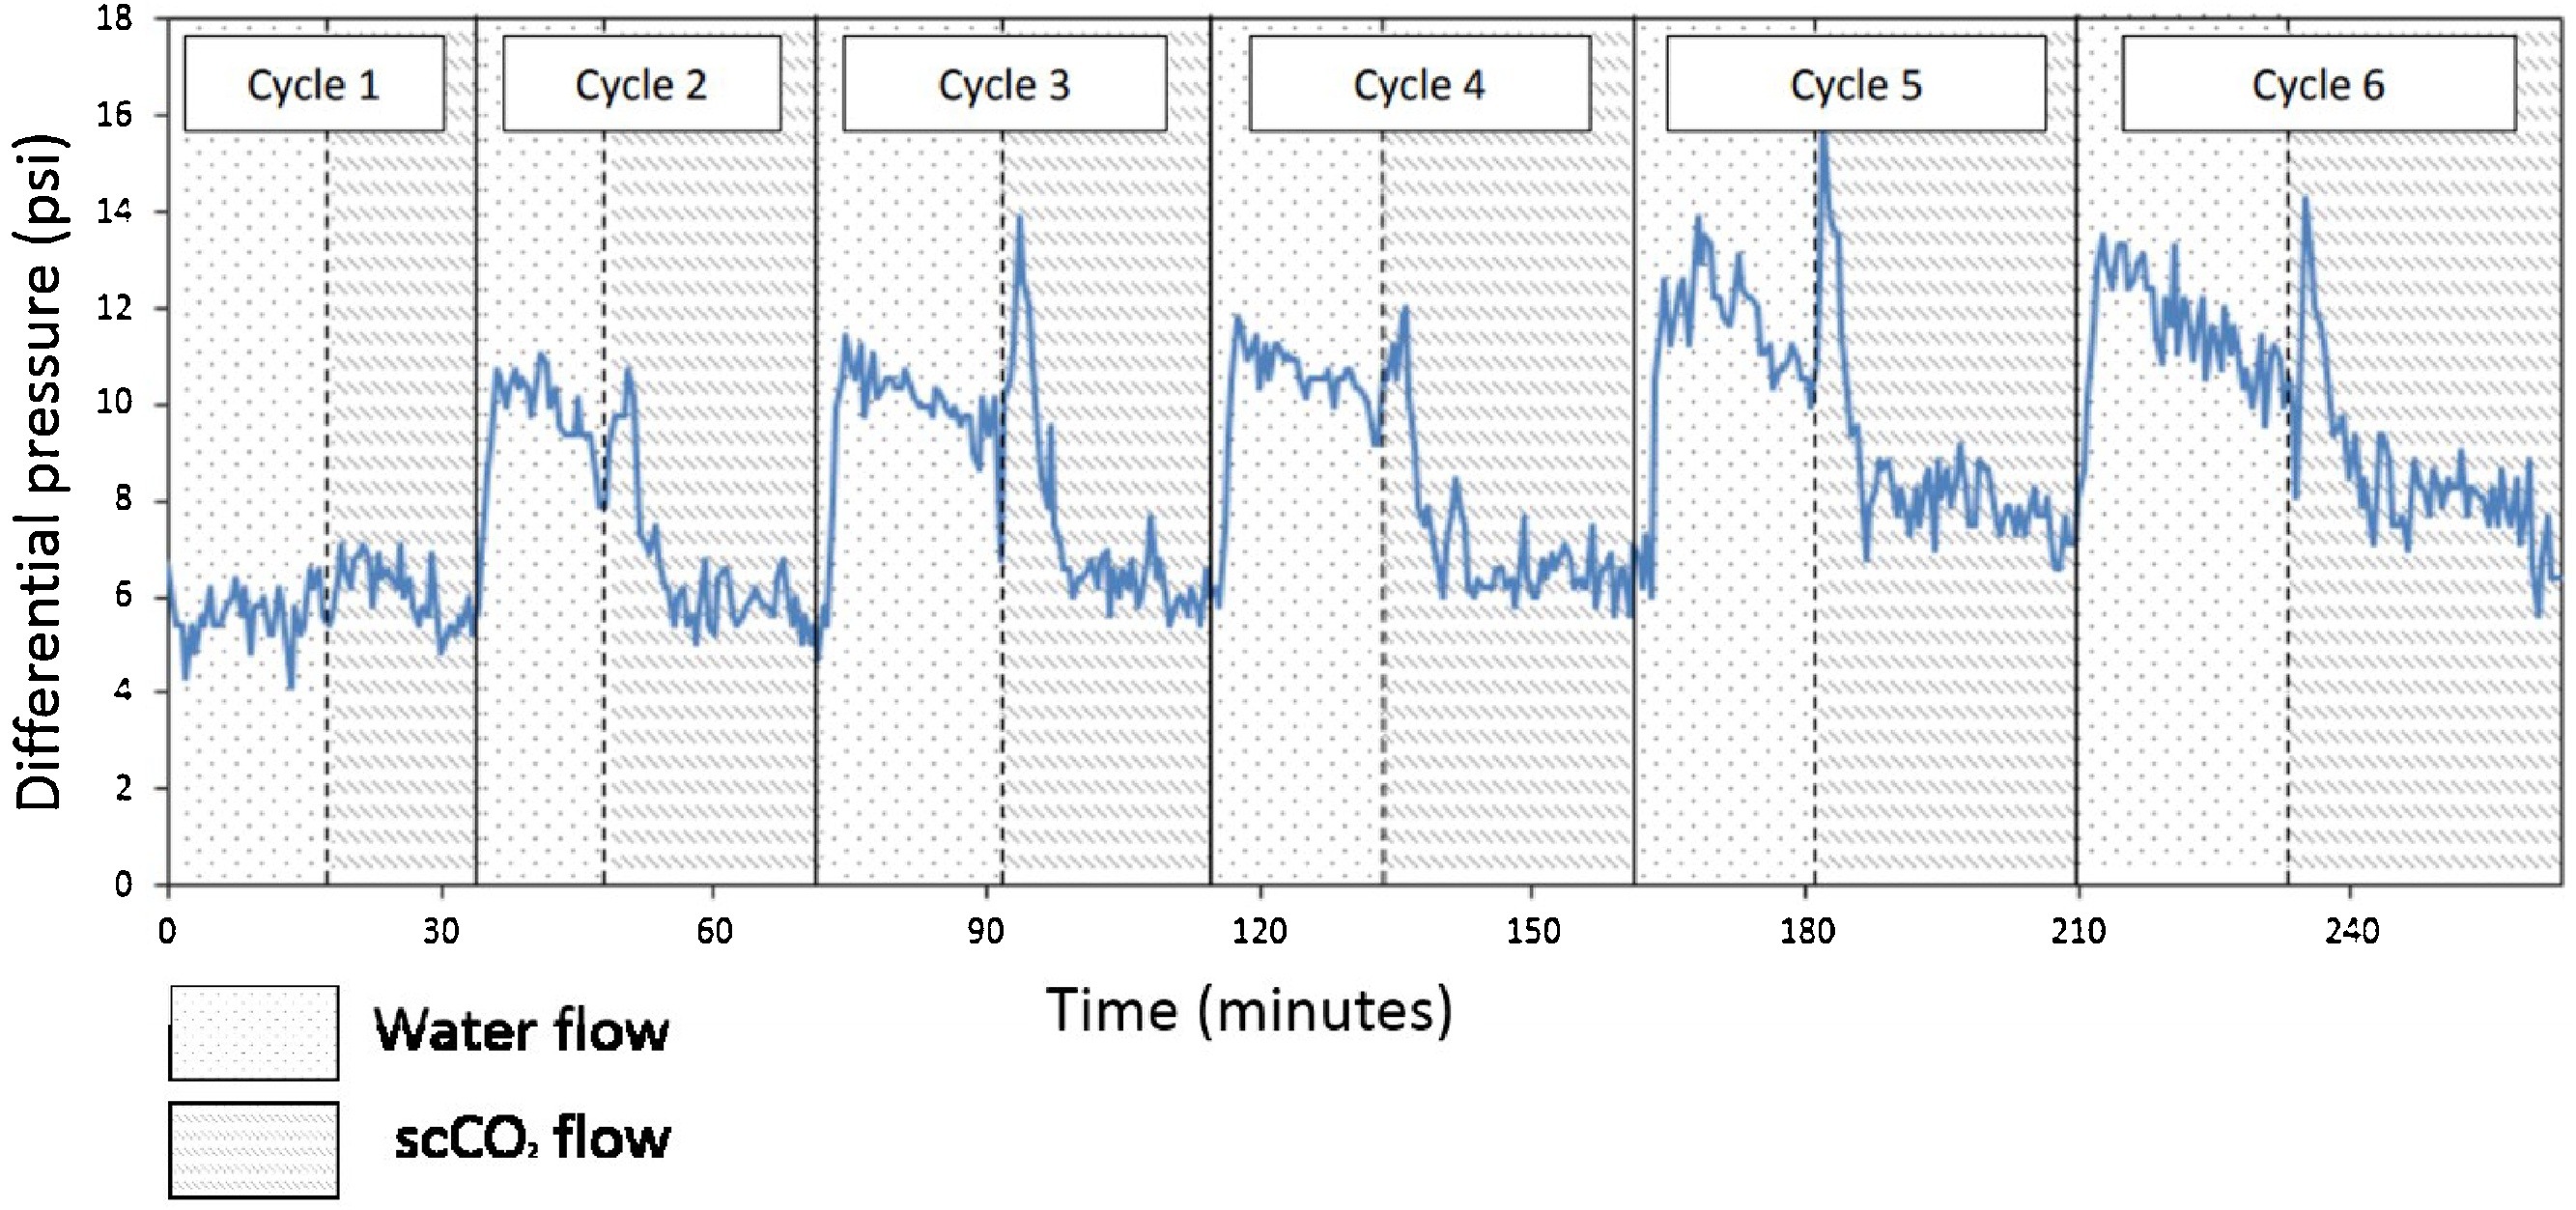 Differential pressure (psi)
18
16
14
12
10
8
6
4
2
0
Cycle 1
Cycle 2
Cycle 3
Cycle 4
Cycle 5
Cycle 6
0
30
60
90
120
150
180
210
240
Time (minutes)
Water flow
scCO₂ flow